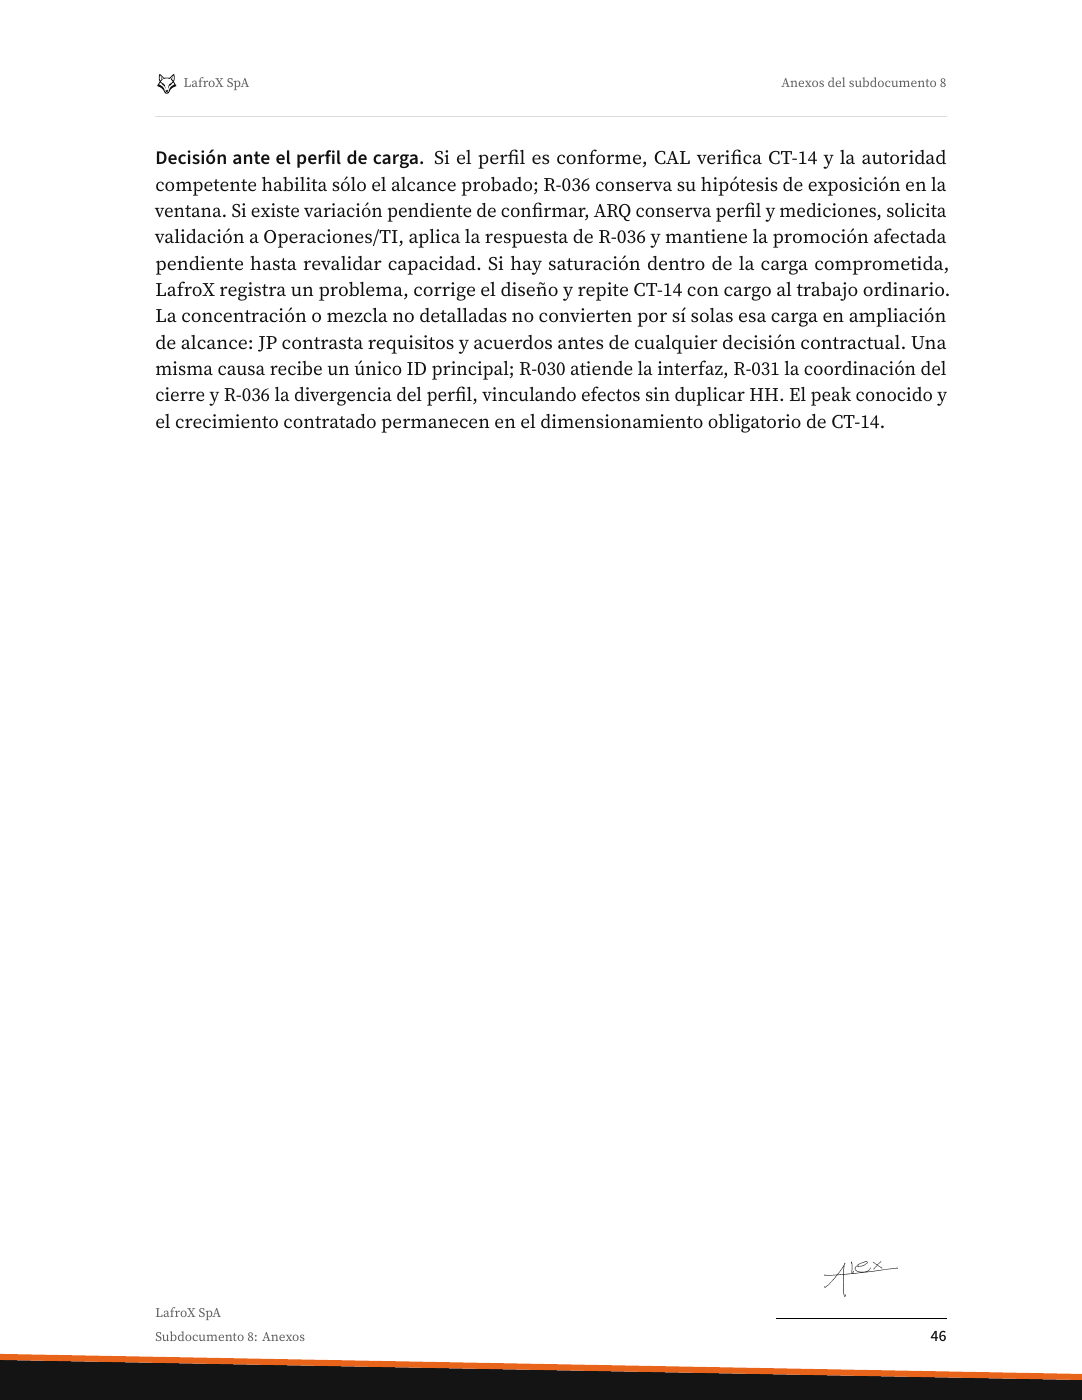 LafroX SpA
Anexos del subdocumento 8
Decisión ante el perfil de carga. Si el perfil es conforme, CAL verifica CT-14 y la autoridad
competente habilita sólo el alcance probado; R-036 conserva su hipótesis de exposición en la
ventana. Si existe variación pendiente de confirmar, ARQ conserva perfil y mediciones, solicita
validación a Operaciones/TI, aplica la respuesta de R-036 y mantiene la promoción afectada
pendiente hasta revalidar capacidad. Si hay saturación dentro de la carga comprometida,
LafroX registra un problema, corrige el diseño y repite CT-14 con cargo al trabajo ordinario.
La concentración o mezcla no detalladas no convierten por sí solas esa carga en ampliación
de alcance: JP contrasta requisitos y acuerdos antes de cualquier decisión contractual. Una
misma causa recibe un único ID principal; R-030 atiende la interfaz, R-031 la coordinación del
cierre y R-036 la divergencia del perfil, vinculando efectos sin duplicar HH. El peak conocido y
el crecimiento contratado permanecen en el dimensionamiento obligatorio de CT-14.
Alex
LafroX SpA
Subdocumento 8: Anexos
46